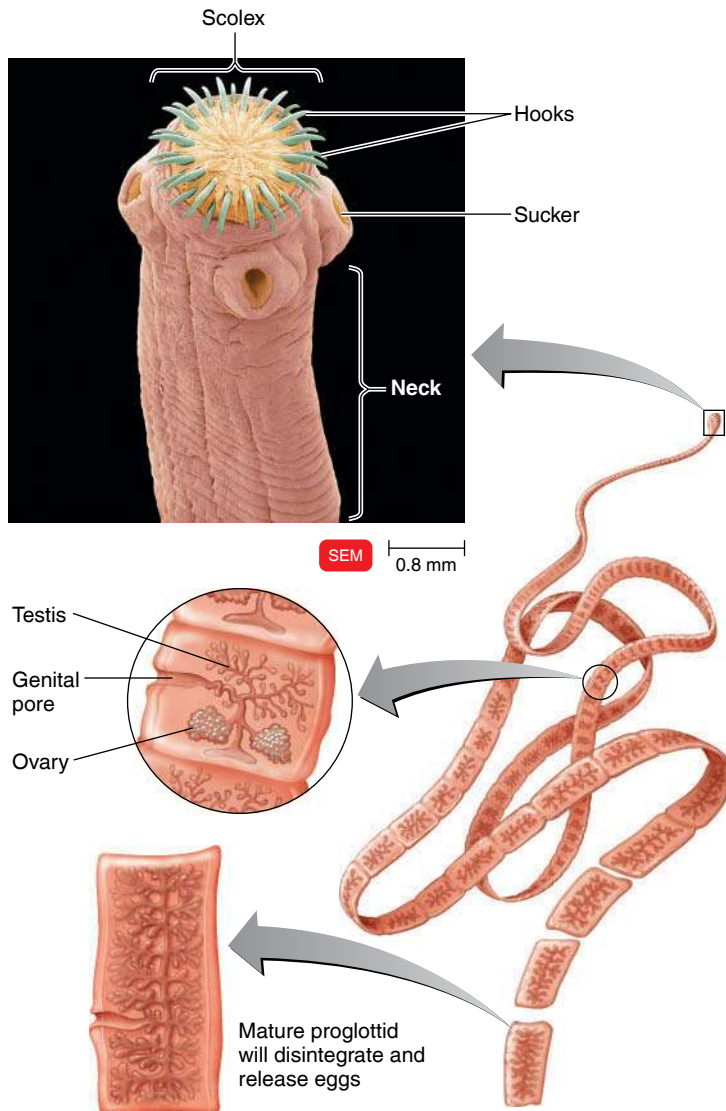 Scolex
Hooks
Sucker
Neck
SEM
0.8 mm
Testis
Genital
pore
Ovary
Mature proglottid
will disintegrate and
release eggs